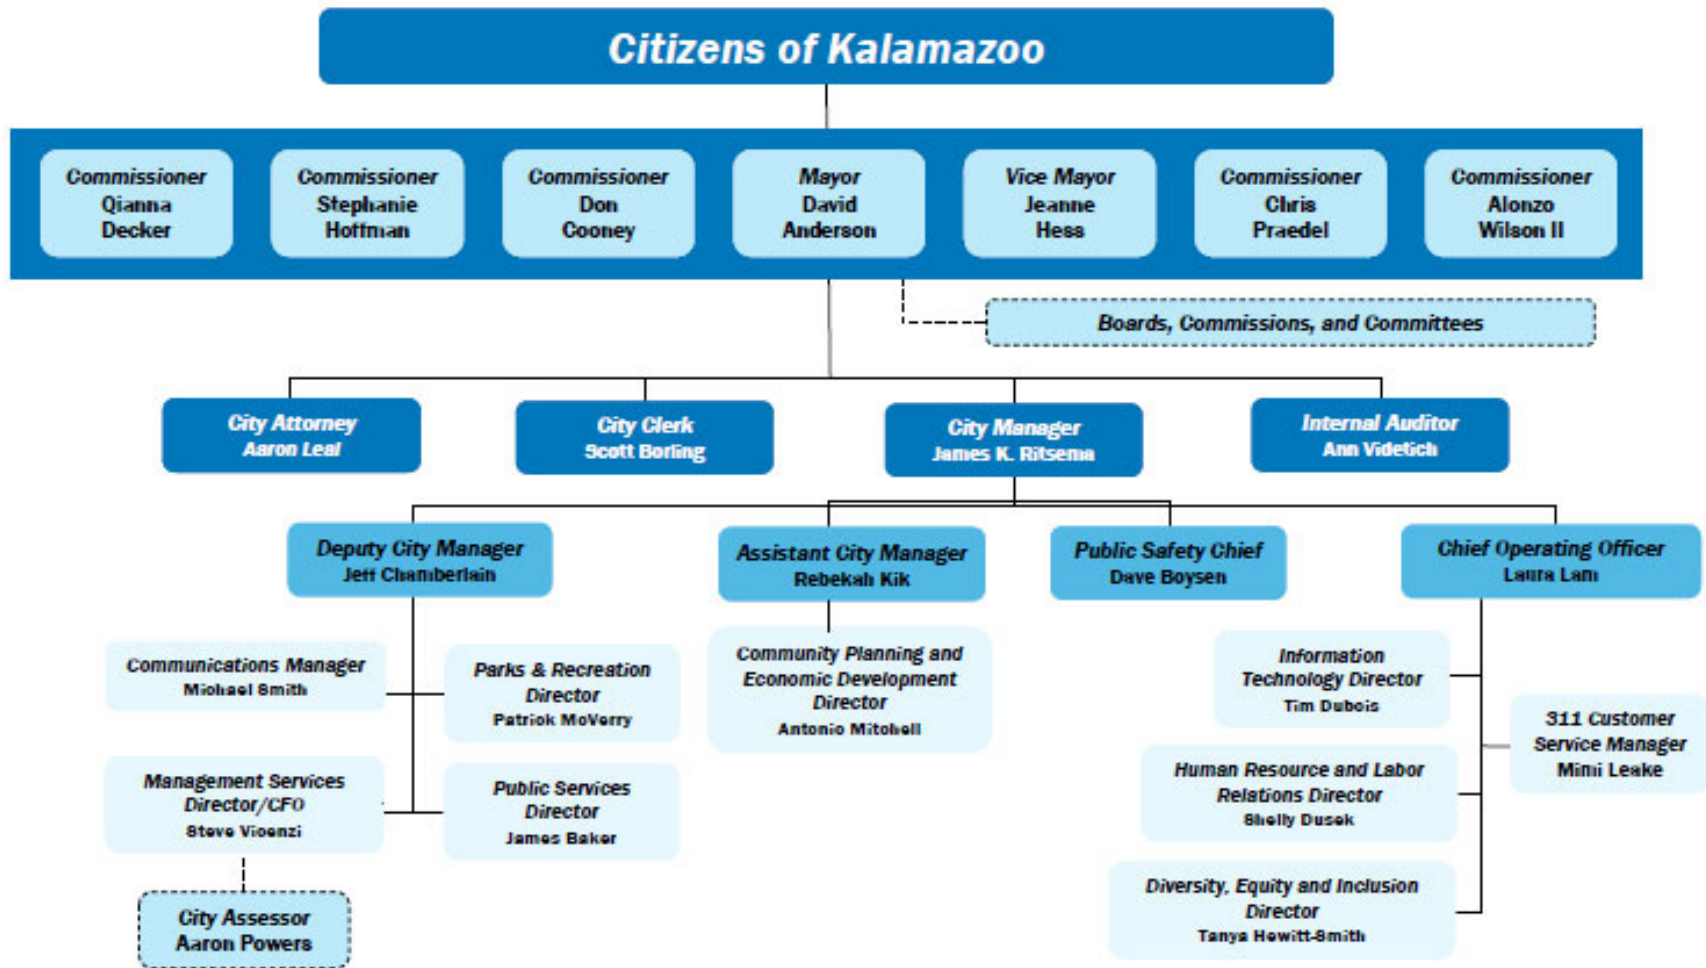 Citizens of Kalamazoo
Commissioner
Qianna
Decker
Commissioner
Stephanie
Hoffman
Commissioner
Don
Cooney
Mayor
David
Anderson
Vice Mayor
Jeanne
Hess
Commissioner
Chris
Praedel
Commissioner
Alonzo
Wilson II
Boards, Commissions, and Committees
City Attorney
Aaron Leal
City Clerk
Scott Borling
City Manager
James K. Ritsema
Internal Auditor
Ann Videtich
Deputy City Manager
Jeff Chamberlain
Assistant City Manager
Rebekah Kik
Public Safety Chief
Dave Boysen
Chief Operating Officer
Laura Lam
Communications Manager
Michael Smith
Parks & Recreation
Director
Patrick McVerry
Community Planning and
Economic Development
Director
Antonio Mitchell
Information
Technology Director
Tim Dubois
311 Customer
Service Manager
Mimi Leake
Management Services
Director/CFO
Steve Vicenzi
Public Services
Director
James Baker
Human Resource and Labor
Relations Director
Shelly Dusek
Diversity, Equity and Inclusion
Director
Tanya Hewitt-Smith
City Assessor
Aaron Powers